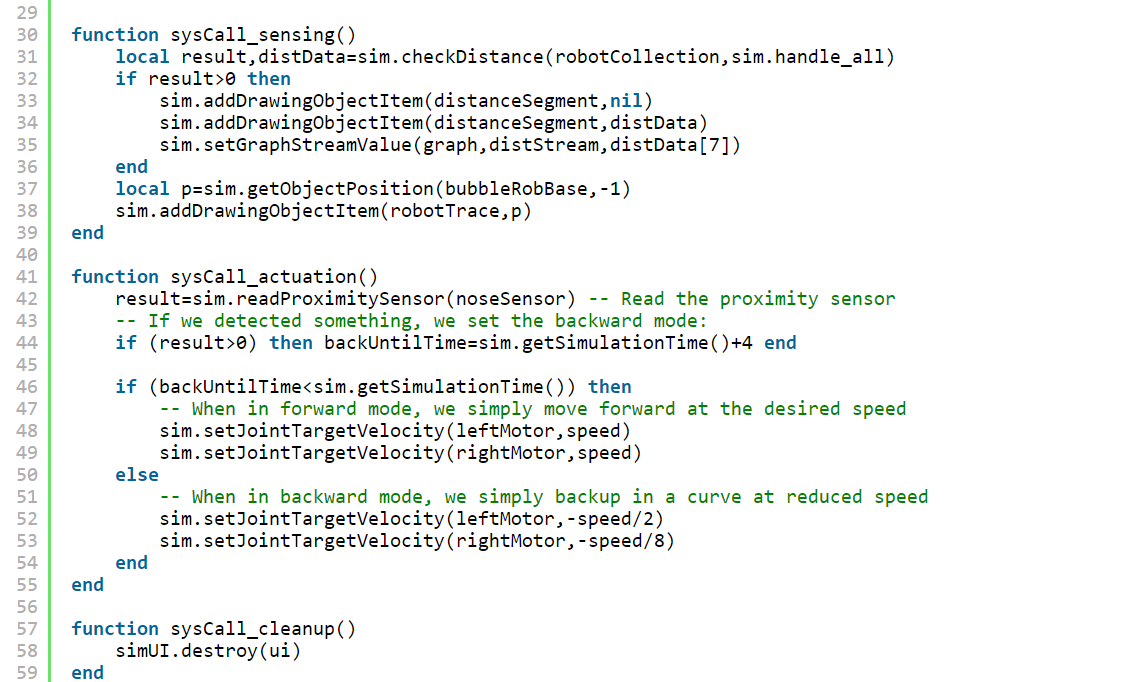 29
30 function sysCall_sensing()
31     local result,distData=sim.checkDistance(robotCollection,sim.handle_all)
32     if result>0 then
33         sim.addDrawingObjectItem(distanceSegment,nil)
34         sim.addDrawingObjectItem(distanceSegment,distData)
35         sim.setGraphStreamValue(graph,distStream,distData[7])
36     end
37     local p=sim.getObjectPosition(bubbleRobBase,-1)
38     sim.addDrawingObjectItem(robotTrace,p)
39 end
40
41 function sysCall_actuation()
42     result=sim.readProximitySensor(noseSensor) -- Read the proximity sensor
43     -- If we detected something, we set the backward mode:
44     if (result>0) then backUntilTime=sim.getSimulationTime()+4 end
45
46     if (backUntilTime<sim.getSimulationTime()) then
47         -- When in forward mode, we simply move forward at the desired speed
48         sim.setJointTargetVelocity(leftMotor,speed)
49         sim.setJointTargetVelocity(rightMotor,speed)
50     else
51         -- When in backward mode, we simply backup in a curve at reduced speed
52         sim.setJointTargetVelocity(leftMotor,-speed/2)
53         sim.setJointTargetVelocity(rightMotor,-speed/8)
54     end
55 end
56
57 function sysCall_cleanup()
58     simUI.destroy(ui)
59 end